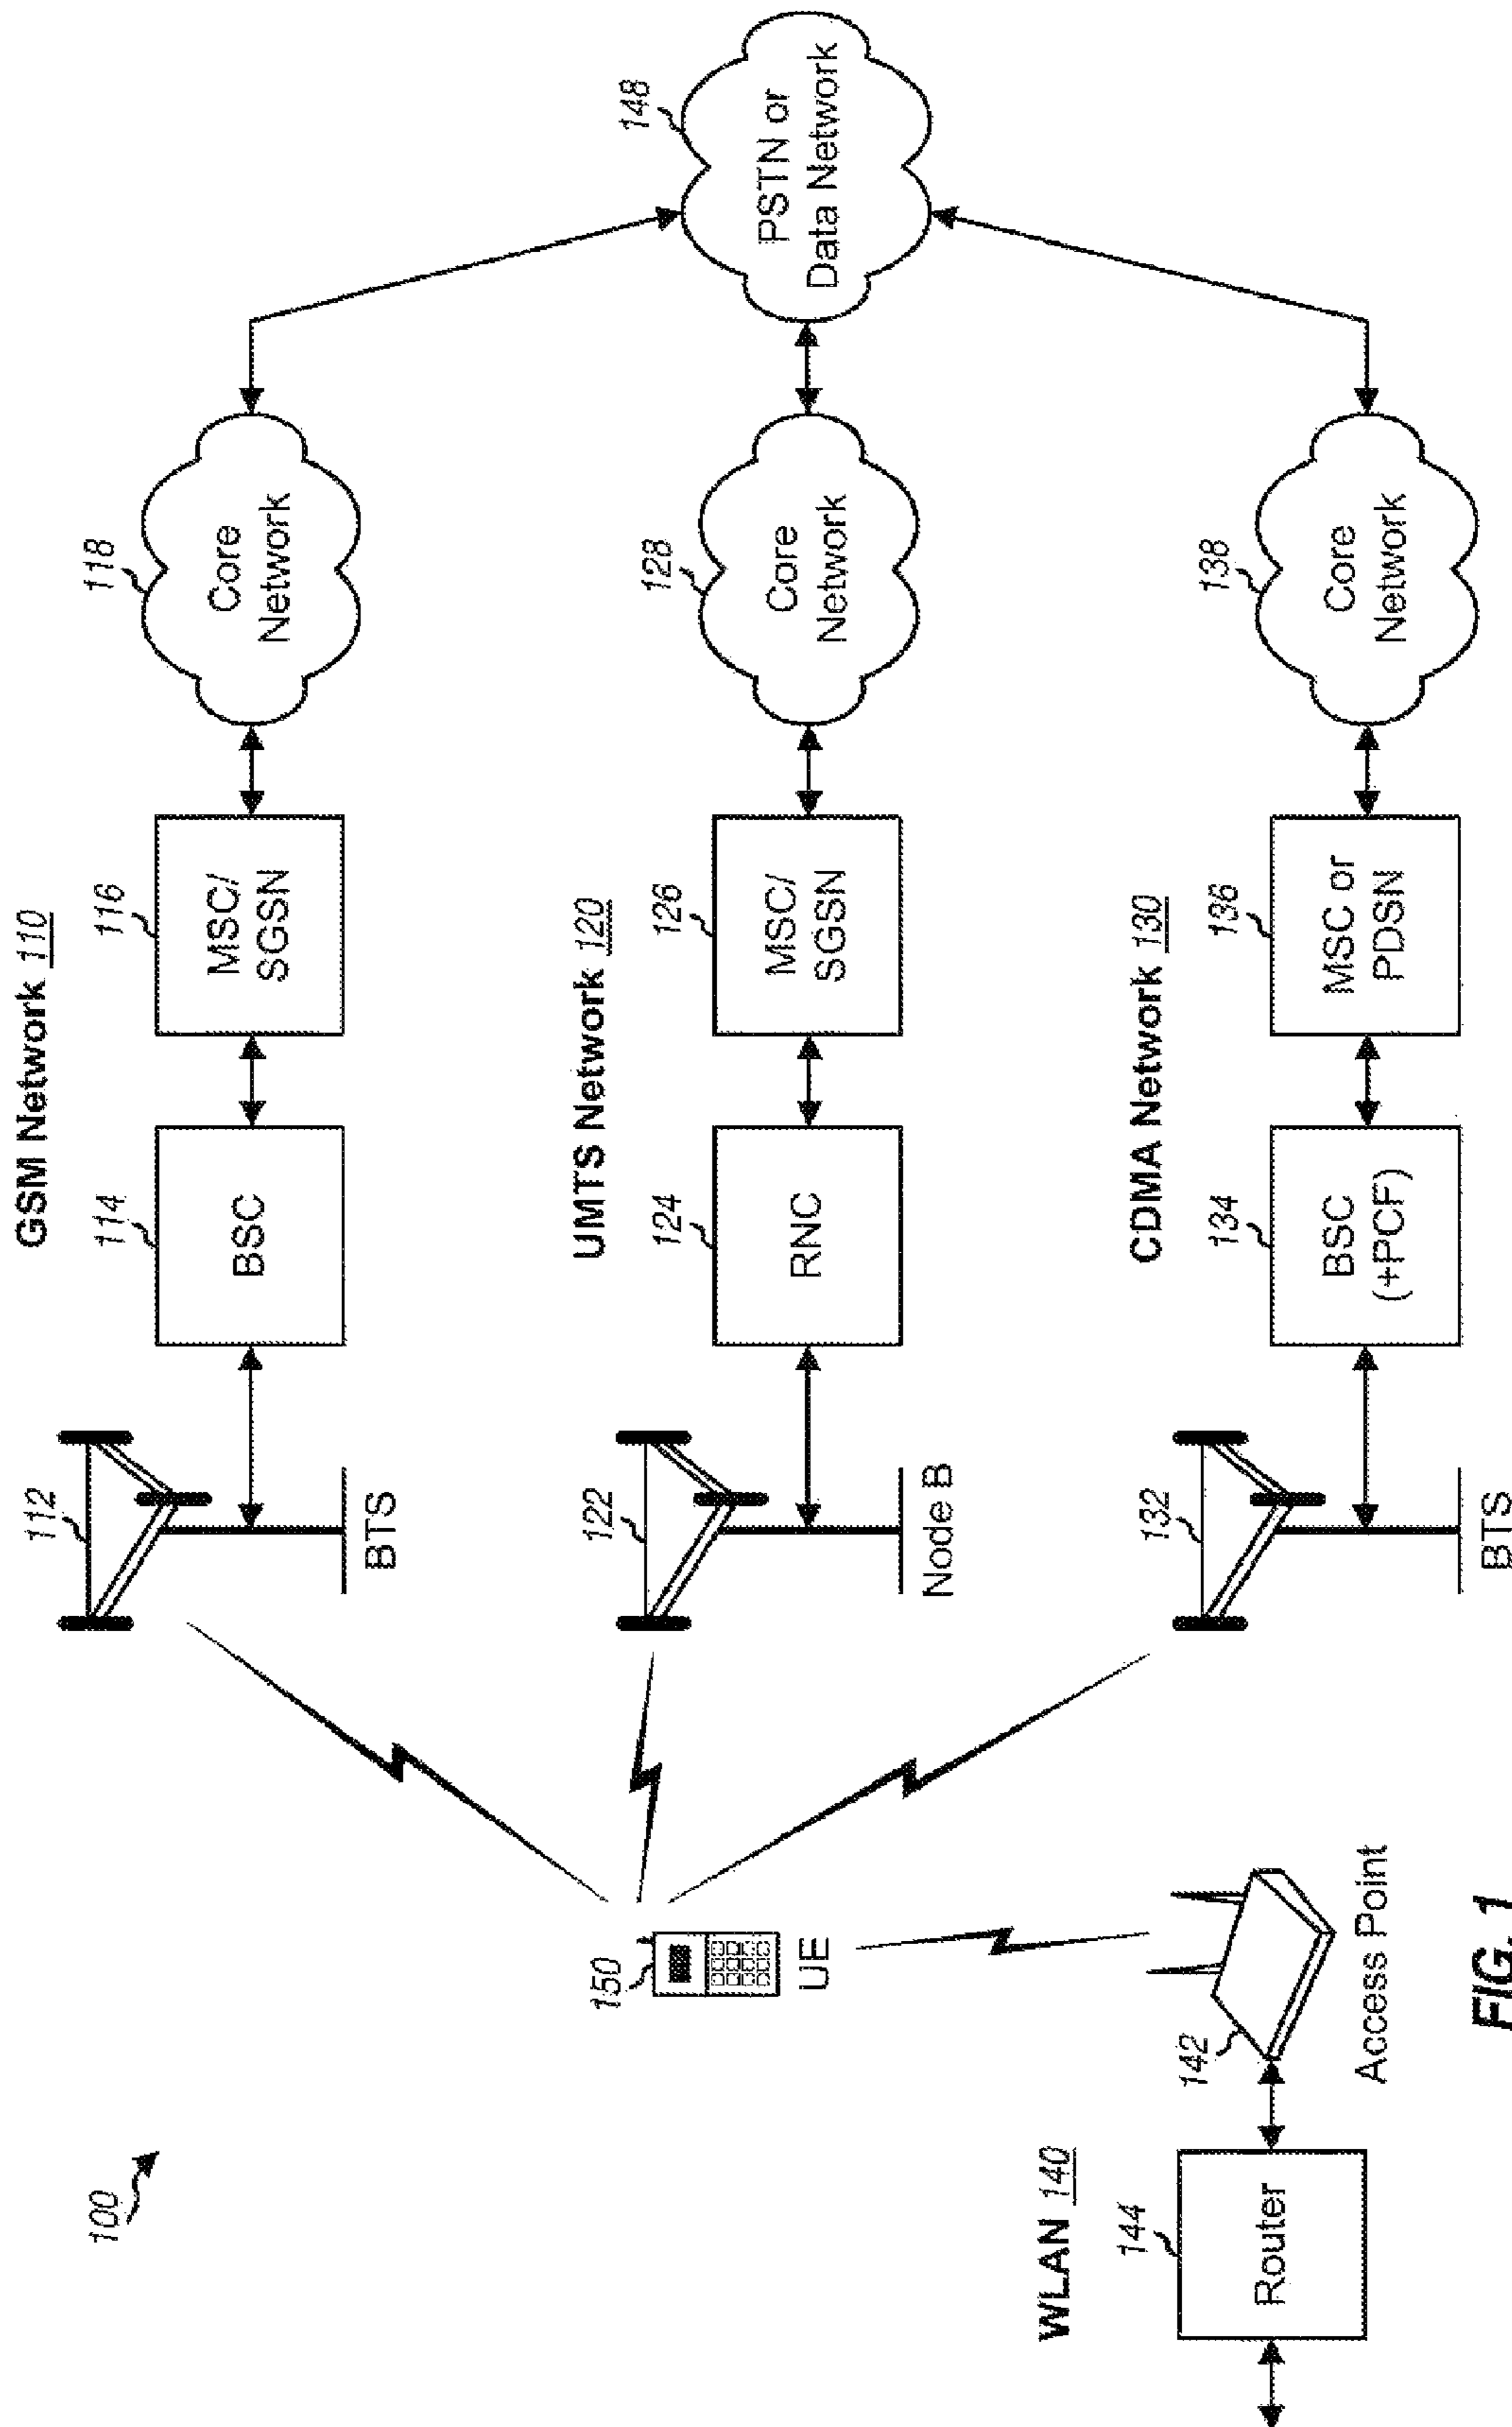 100
GSM Network 110
112
BTS
114
BSC
116
MSC/
SGSN
118
Core
Network
UMTS Network 120
122
Node B
124
RNC
126
MSC/
SGSN
128
Core
Network
148
PSTN or
Data Network
150
UE
CDMA Network 130
132
BTS
134
BSC
(+PCF)
136
MSC or
PDSN
138
Core
Network
WLAN 140
144
Router
142
Access Point
FIG. 1